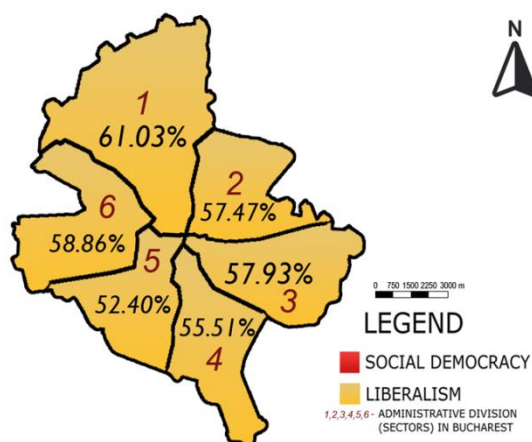 N
1
61.03%
2
57.47%
6
58.86%
5
52.40%
57.93%
3
55.51%
4
0 750 1500 2250 3000 m
LEGEND
SOCIAL DEMOCRACY
LIBERALISM
1,2,3,4,5,6 - ADMINISTRATIVE DIVISION
(SECTORS) IN BUCHAREST